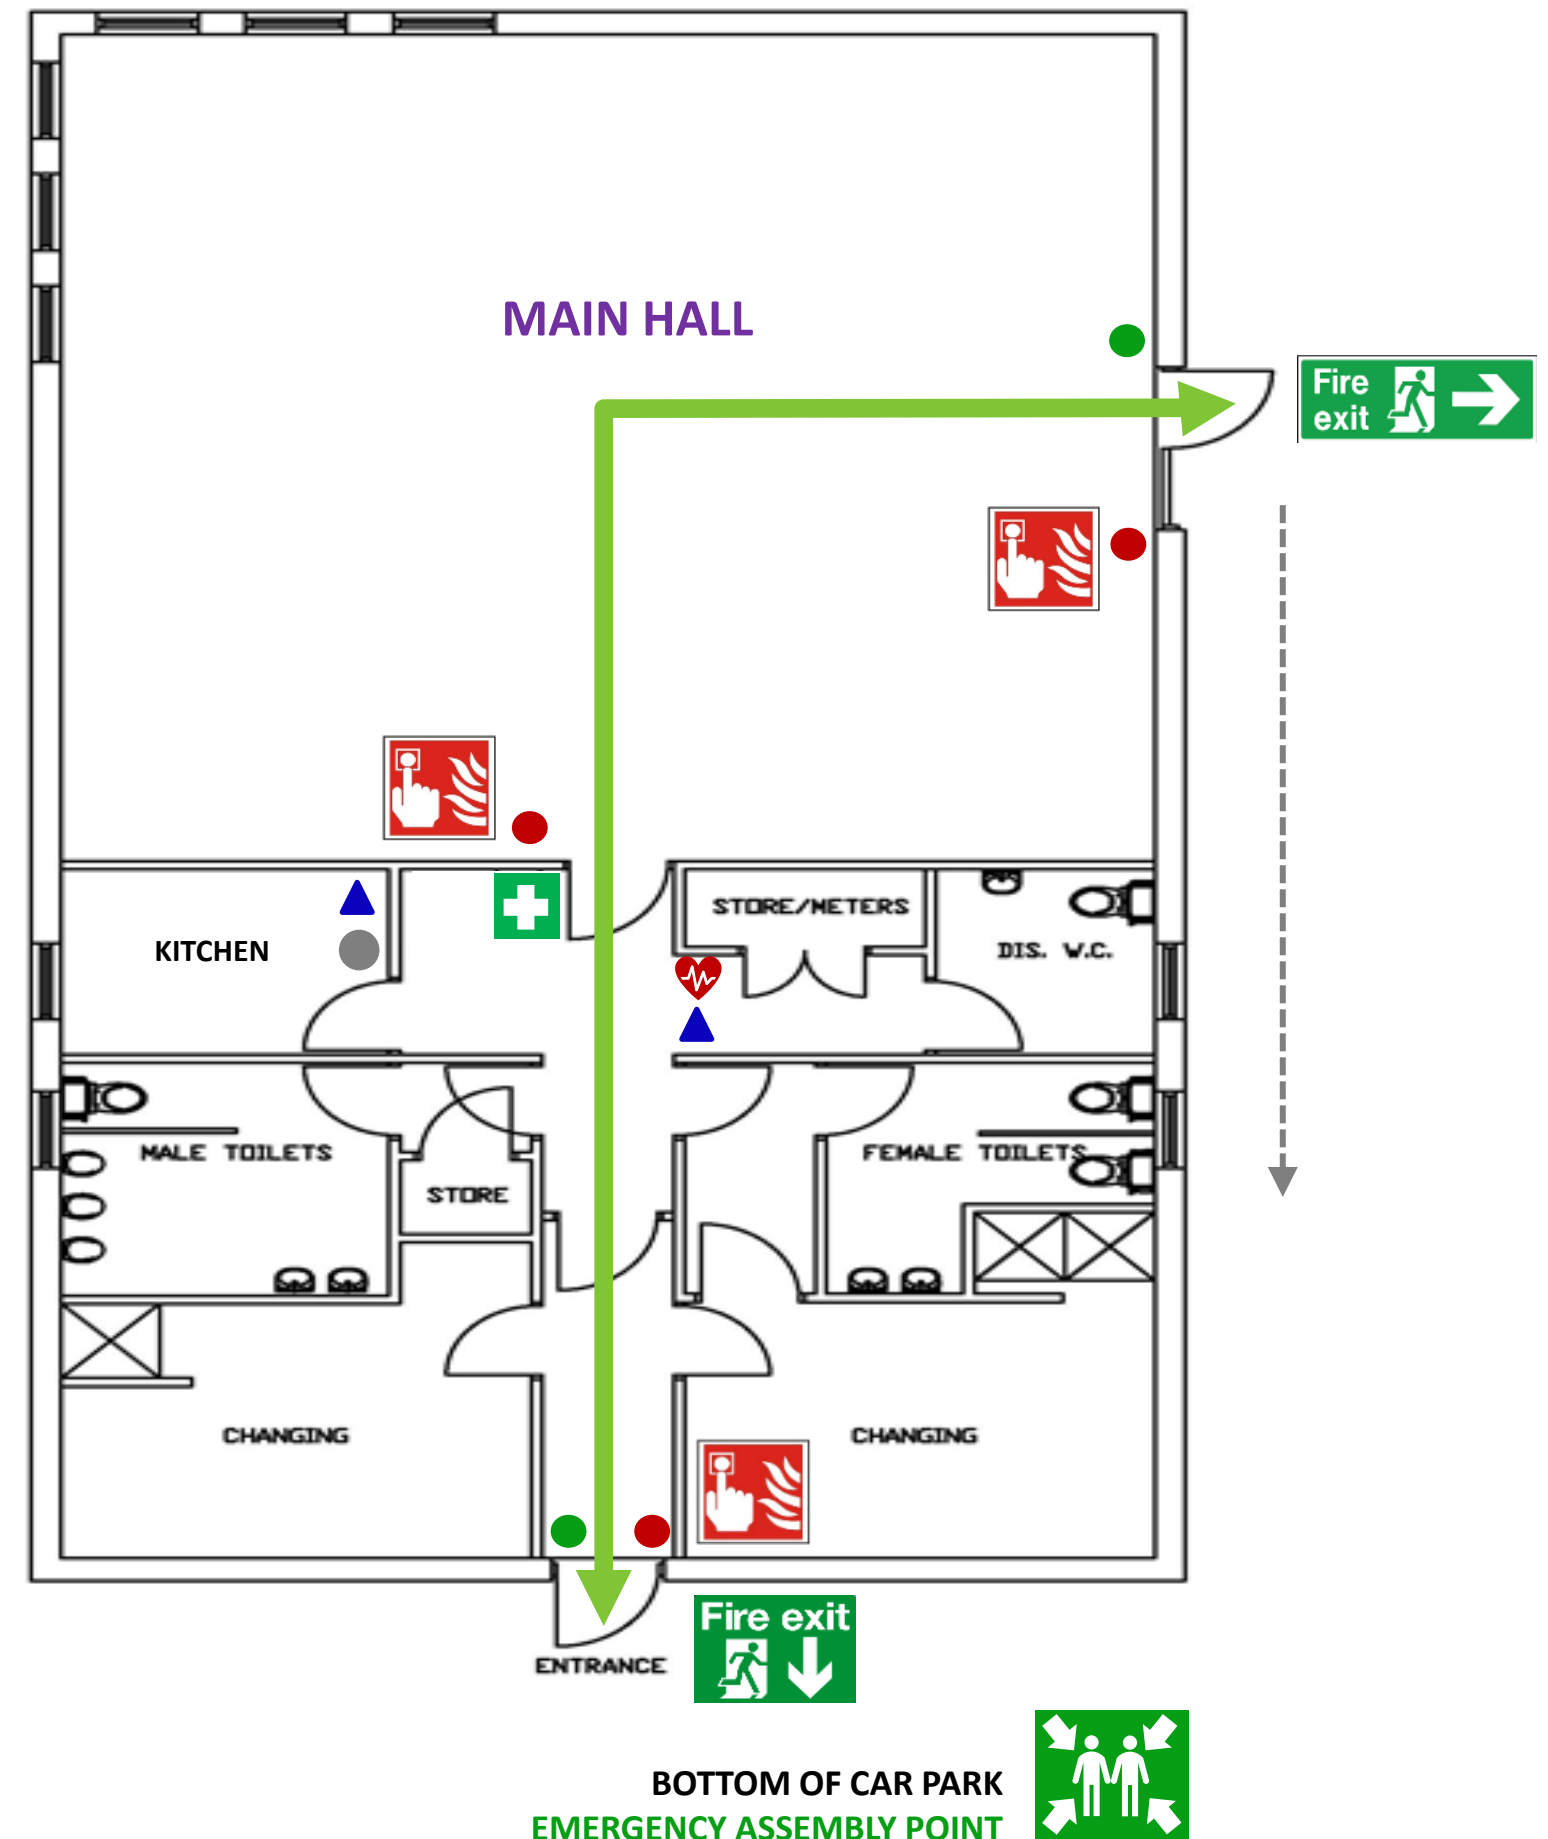 MAIN HALL
Fire
exit
KITCHEN
STORE/METERS
DIS. W.C.
MALE TOILETS
FEMALE TOILETS
STORE
CHANGING
CHANGING
Fire exit
ENTRANCE
BOTTOM OF CAR PARK
EMERGENCY ASSEMBLY POINT